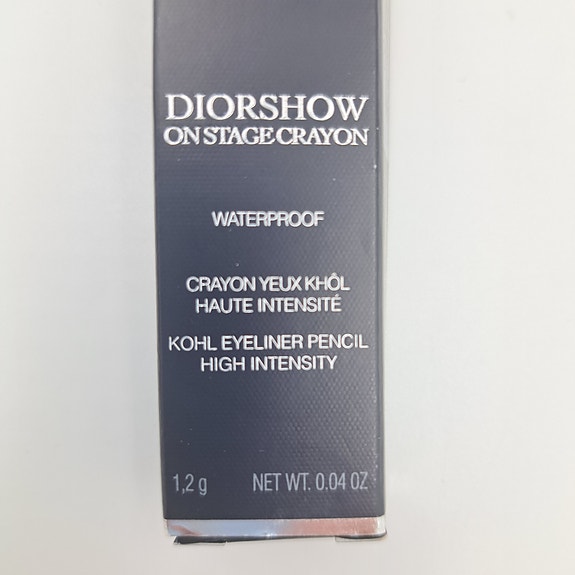 DIORSHOW
ON STAGE CRAYON
WATERPROOF
CRAYON YEUX KHÔL
HAUTE INTENSITÉ
KOHL EYELINER PENCIL
HIGH INTENSITY
1,2 g NET WT. 0.04 OZ